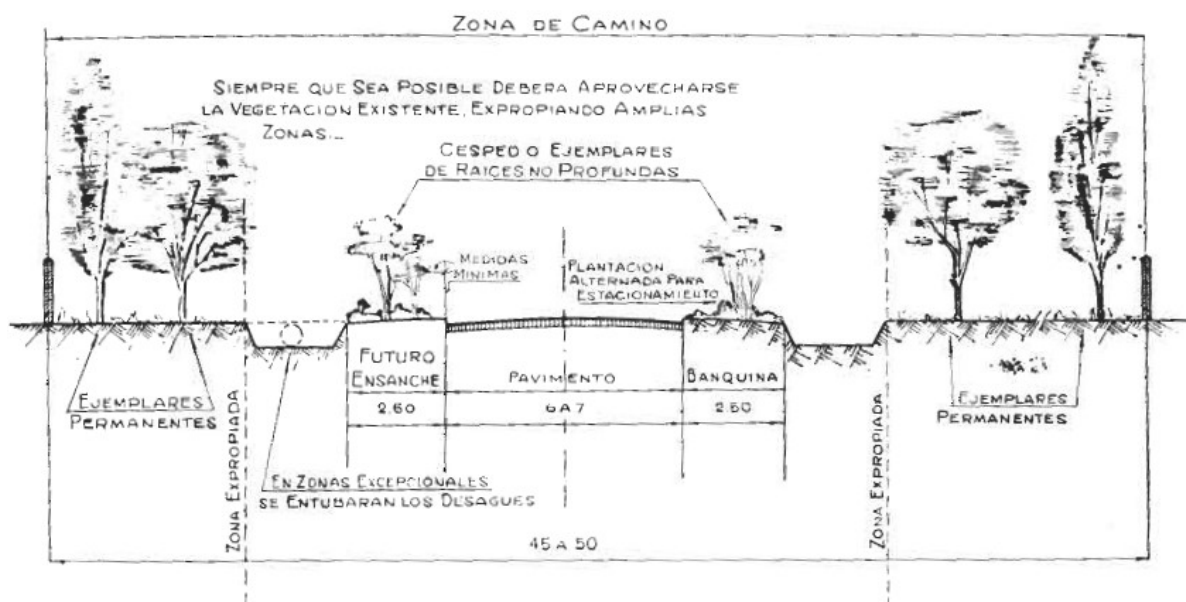 ZONA DE CAMINO
SIEMPRE QUE SEA POSIBLE DEBERA APROVECHARSE
LA VEGETACION EXISTENTE, EXPROPIANDO AMPLIAS
ZONAS...
CESPED O EJEMPLARES
DE RAICES NO PROFUNDAS
MEDIDAS
MINIMAS
PLANTACION
ALTERNADA PARA
ESTACIONAMIENTO
FUTURO
ENSANCHE
PAVIMENTO
BANQUINA
2.50
6 A 7
2.50
EJEMPLARES
PERMANENTES
EJEMPLARES
PERMANENTES
ZONA EXPROPIADA
EN ZONAS EXCEPCIONALES
SE ENTUBARAN LOS DESAGUES
ZONA EXPROPIADA
45 A 50